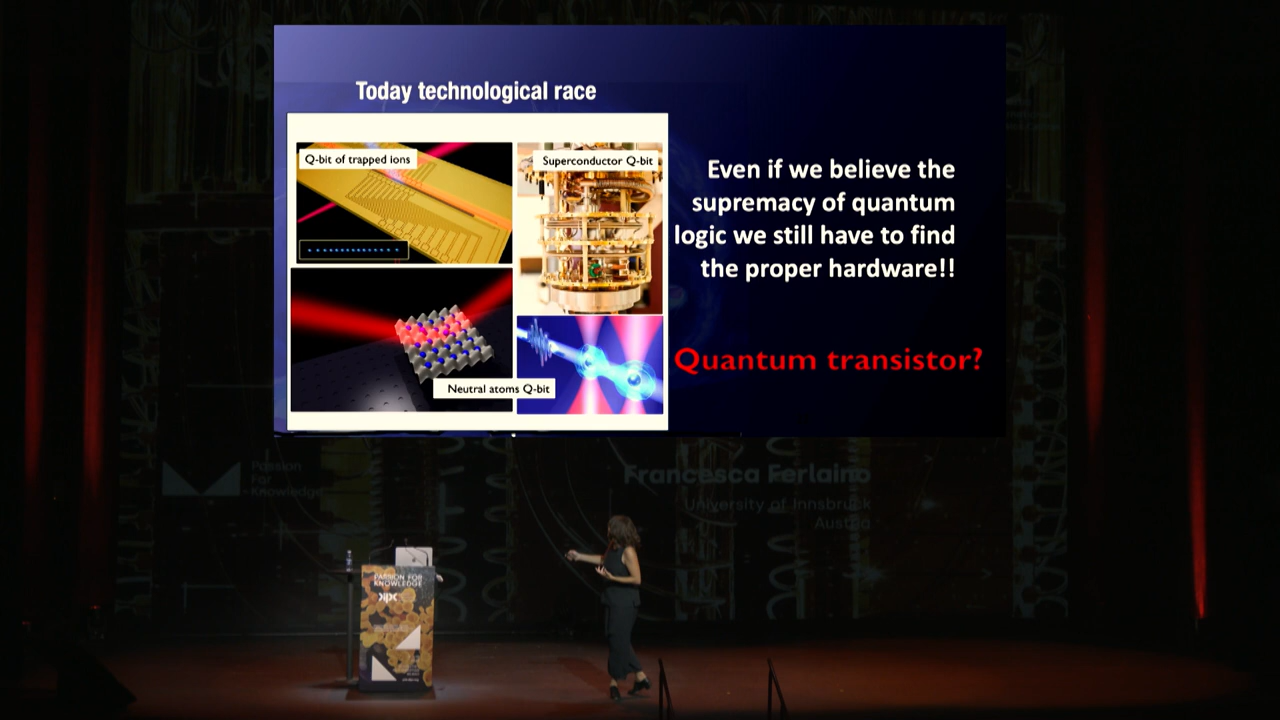 Today technological race
Q-bit of trapped ions
Superconductor Q-bit
Neutral atoms Q-bit
Even if we believe the
supremacy of quantum
logic we still have to find
the proper hardware!!
Quantum transistor?
Passion
For
Knowledge
Francesca Ferlaino
University of Innsbruck
Austria
PASSION FOR
KNOWLEDGE
dipc